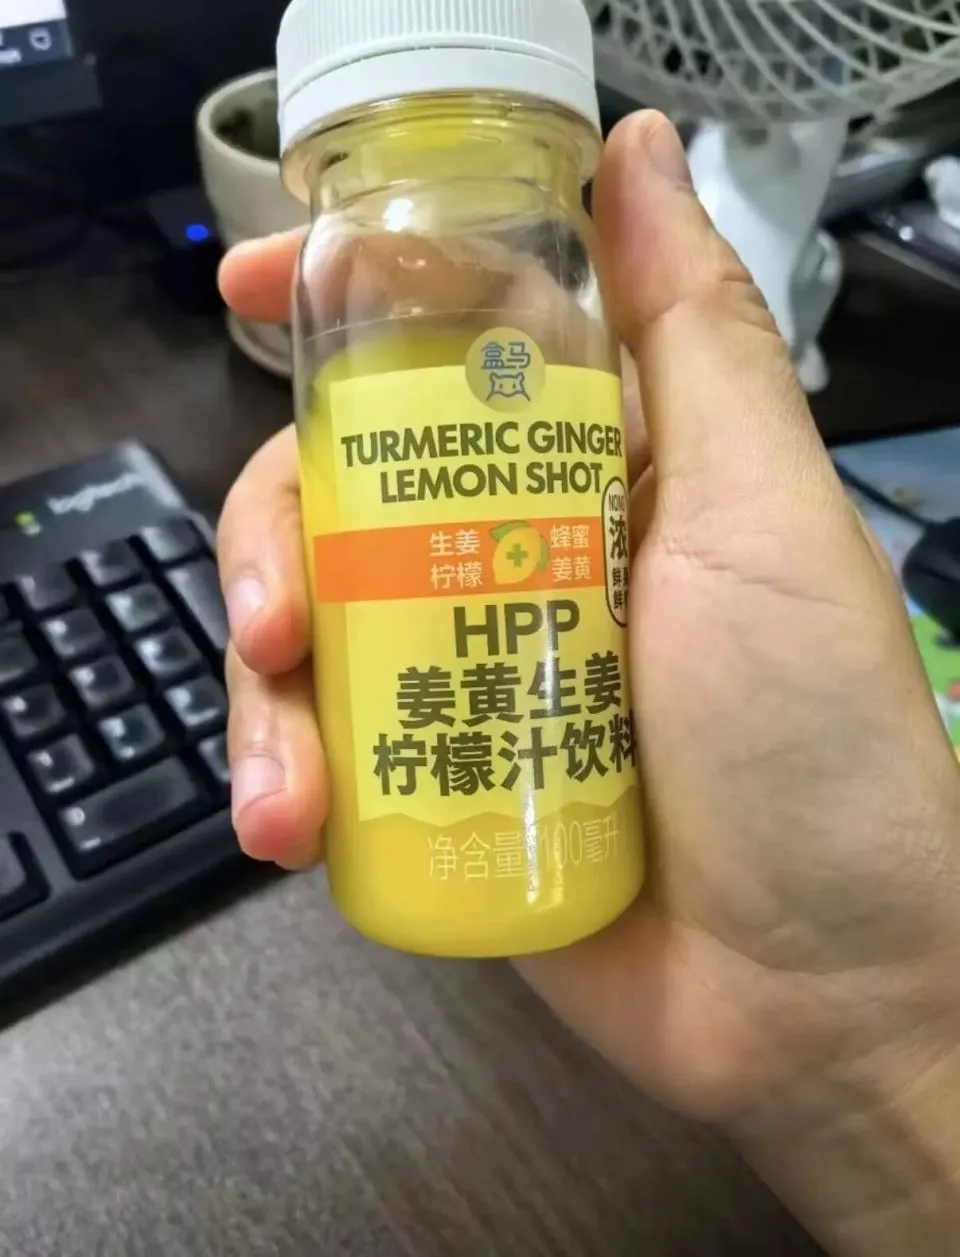 logitech
盒马
TURMERIC GINGER
LEMON SHOT
NONG
浓
生姜 蜂蜜
柠檬 姜黄
HPP
姜黄生姜
柠檬汁饮料
净含量 100毫升